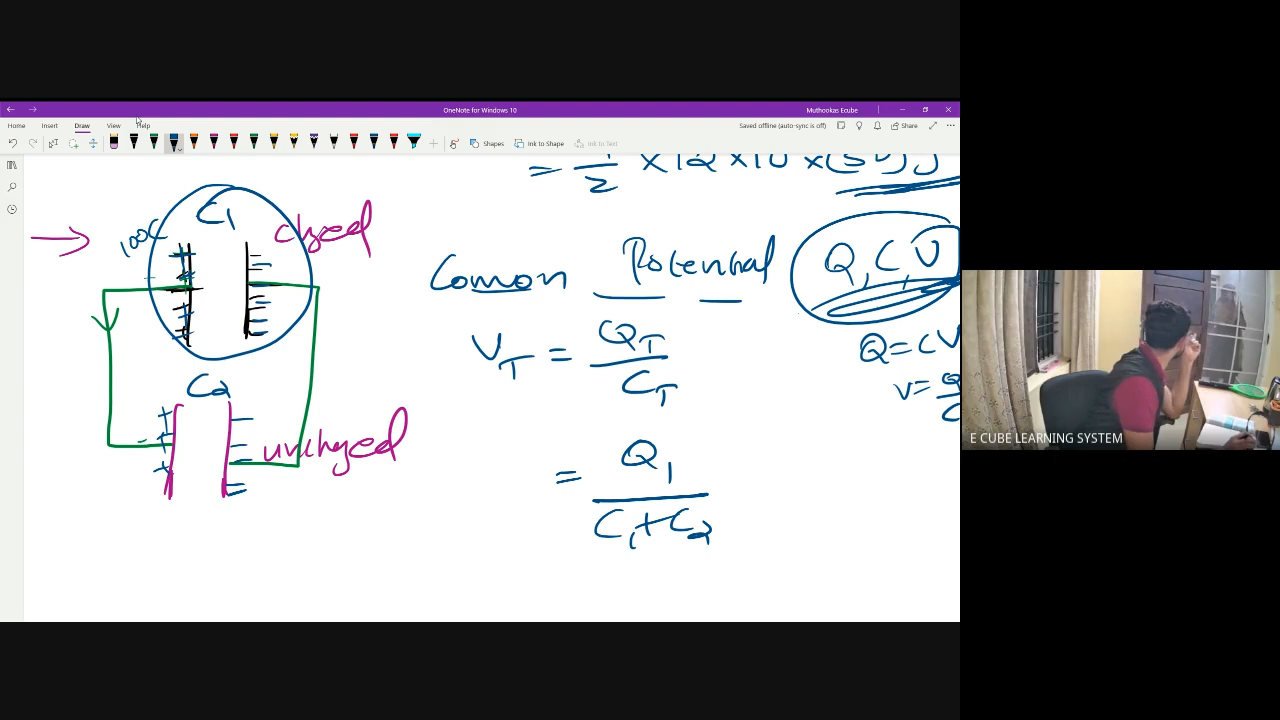 OneNote for Windows 10
Muthookas Ecube
Home Insert Draw View Help
Saved offline (auto-sync is off)
Share
Shapes
Ink to Shape
Ink to Text
C1
100C
chged
C2
unchged
Comon Potential
Q, C, V
VT = QT / CT
Q=CV
= Q1 / C1+C2
E CUBE LEARNING SYSTEM